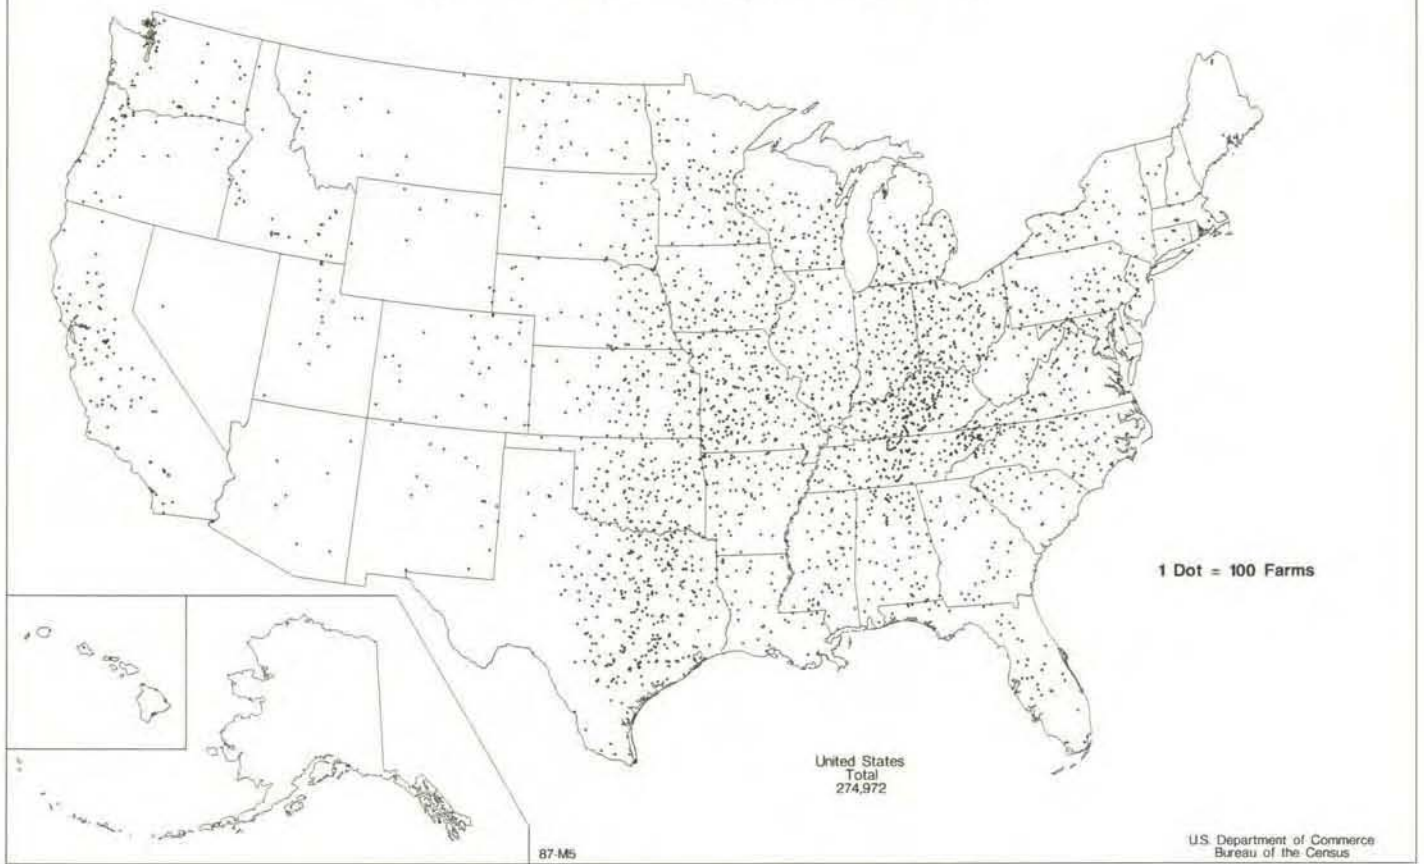 1 Dot = 100 Farms
United States
Total
274,972
87-M5
U.S. Department of Commerce
Bureau of the Census